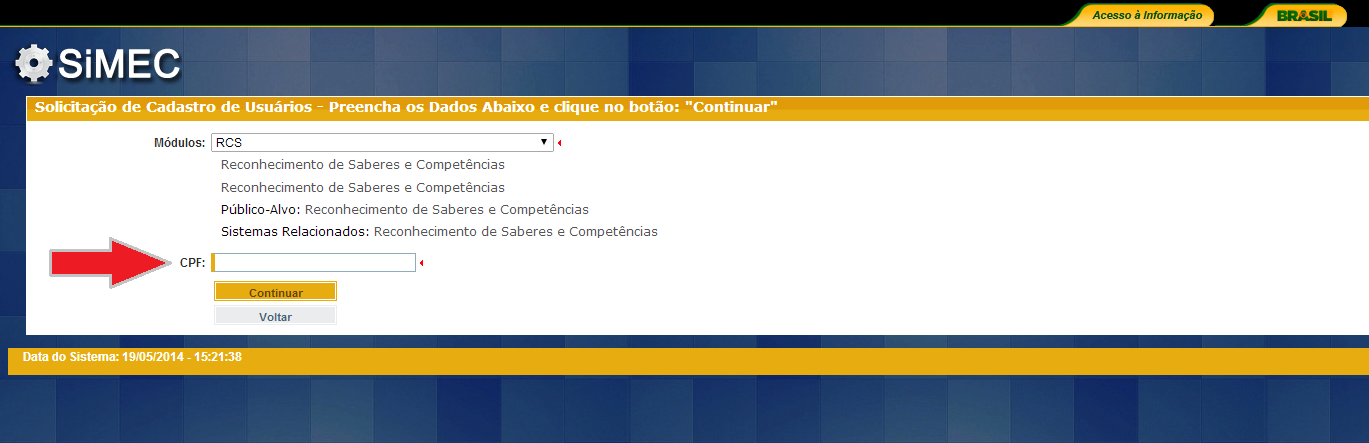 Acesso à Informação BRASIL
SiMEC
Solicitação de Cadastro de Usuários - Preencha os Dados Abaixo e clique no botão: "Continuar"
Módulos: RCS
Reconhecimento de Saberes e Competências
Reconhecimento de Saberes e Competências
Público-Alvo: Reconhecimento de Saberes e Competências
Sistemas Relacionados: Reconhecimento de Saberes e Competências
CPF:
Continuar
Voltar
Data do Sistema: 19/05/2014 - 15:21:38